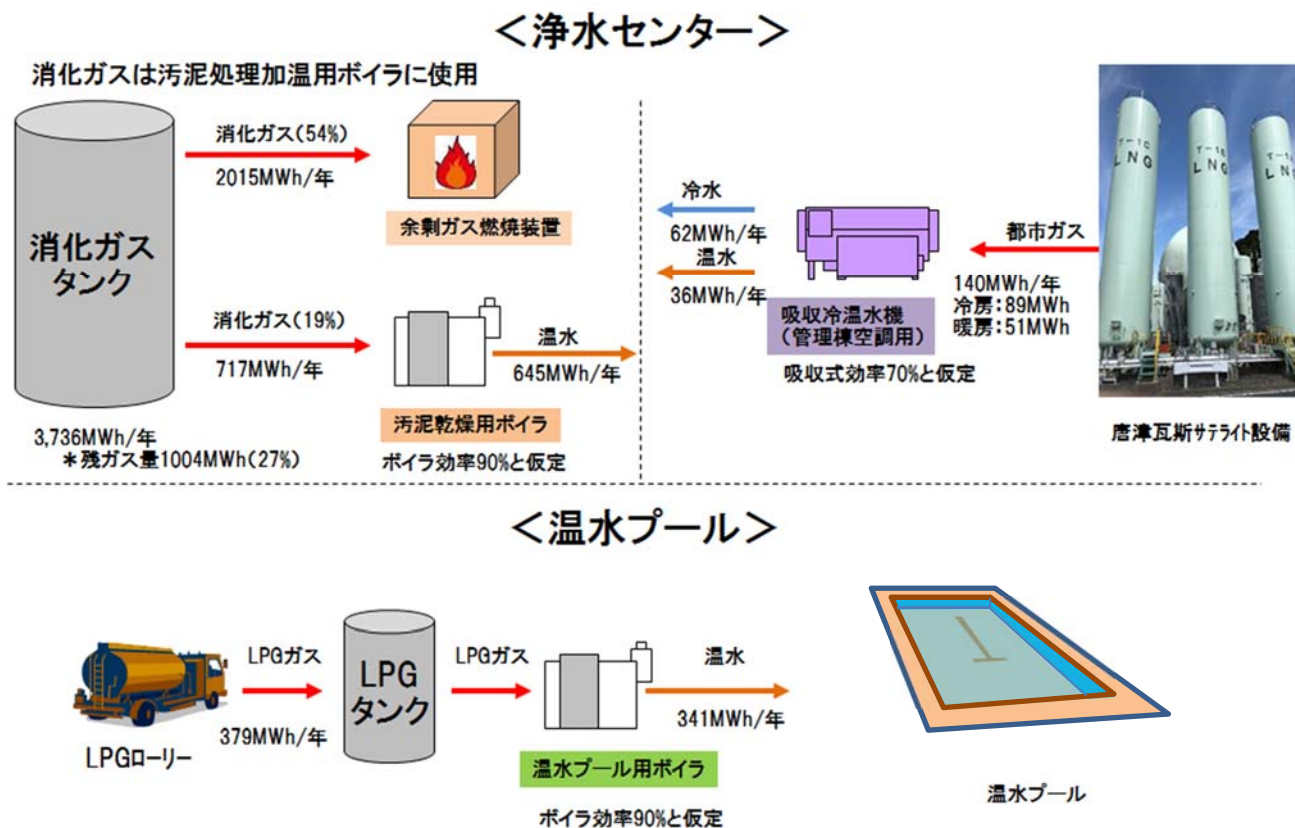 ＜浄水センター＞
消化ガスは汚泥処理加温用ボイラに使用
消化ガス
タンク
3,736MWh/年
＊残ガス量1004MWh(27%)
消化ガス(54%)
2015MWh/年
余剰ガス燃焼装置
消化ガス(19%)
717MWh/年
汚泥乾燥用ボイラ
ボイラ効率90%と仮定
温水
645MWh/年
冷水
62MWh/年
温水
36MWh/年
吸収冷温水機
(管理棟空調用)
吸収式効率70%と仮定
都市ガス
140MWh/年
冷房:89MWh
暖房:51MWh
T-1C
LNG
T-1B
LNG
T-1A
LNG
唐津瓦斯サテライト設備
＜温水プール＞
LPGローリー
LPGガス
379MWh/年
LPG
タンク
LPGガス
温水プール用ボイラ
ボイラ効率90%と仮定
温水
341MWh/年
温水プール